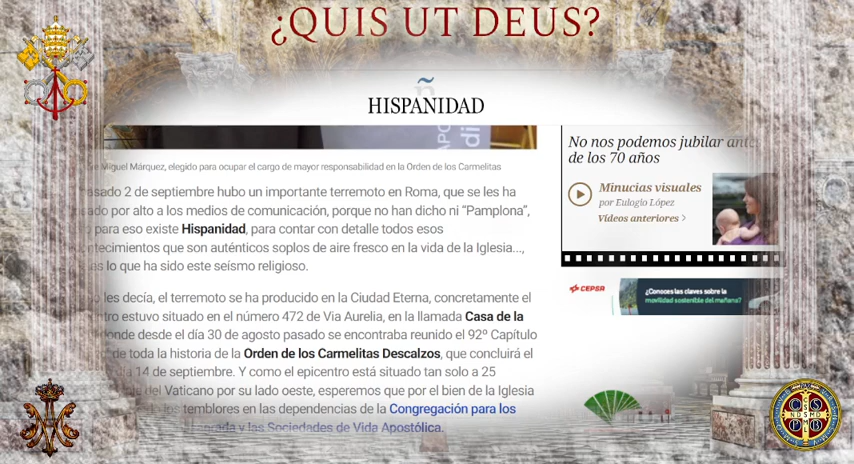 ¿QUIS UT DEUS?
ñ
HISPANIDAD
Miguel Márquez, elegido para ocupar el cargo de mayor responsabilidad en la Orden de los Carmelitas
asado 2 de septiembre hubo un importante terremoto en Roma, que se les ha
ado por alto a los medios de comunicación, porque no han dicho ni “Pamplona”,
para eso existe Hispanidad, para contar con detalle todos esos
ntecimientos que son auténticos soplos de aire fresco en la vida de la Iglesia...,
as lo que ha sido este seísmo religioso.
les decía, el terremoto se ha producido en la Ciudad Eterna, concretamente el
tro estuvo situado en el número 472 de Via Aurelia, en la llamada Casa de la
donde desde el día 30 de agosto pasado se encontraba reunido el 92º Capítulo
de toda la historia de la Orden de los Carmelitas Descalzos, que concluirá el
día 14 de septiembre. Y como el epicentro está situado tan solo a 25
del Vaticano por su lado oeste, esperemos que por el bien de la Iglesia
temblores en las dependencias de la Congregación para los
y las Sociedades de Vida Apostólica.
No nos podemos jubilar ante
de los 70 años
Minucias visuales
por Eulogio López
Vídeos anteriores >
CEPSA
¿Conoces las claves sobre la
movilidad sostenible del mañana?